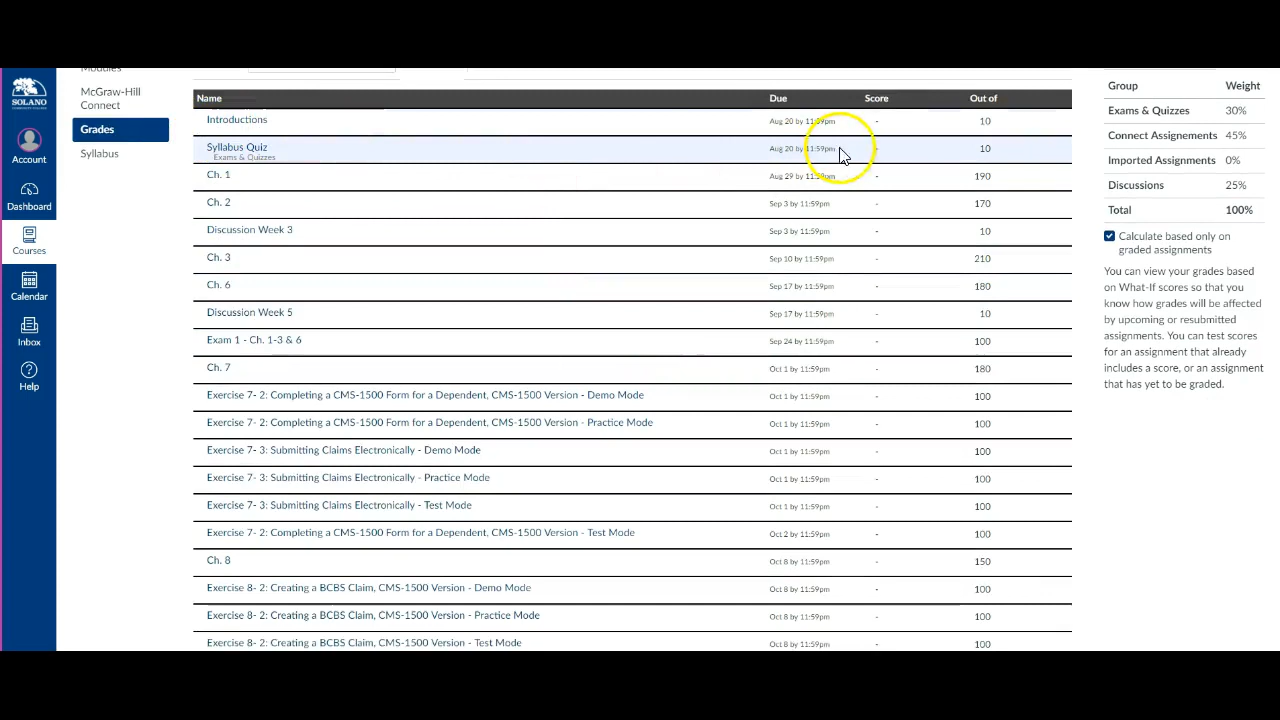 Modules
McGraw-Hill
Connect
Grades
Syllabus
SOLANO
COMMUNITY COLLEGE
Account
Dashboard
Courses
Calendar
Inbox
Help
Name Due Score Out of
Introductions Aug 20 by 11:59pm - 10
Syllabus Quiz Aug 20 by 11:59pm - 10
Exams & Quizzes
Ch. 1 Aug 29 by 11:59pm - 190
Ch. 2 Sep 3 by 11:59pm - 170
Discussion Week 3 Sep 3 by 11:59pm - 10
Ch. 3 Sep 10 by 11:59pm - 210
Ch. 6 Sep 17 by 11:59pm - 180
Discussion Week 5 Sep 17 by 11:59pm - 10
Exam 1 - Ch. 1-3 & 6 Sep 24 by 11:59pm - 100
Ch. 7 Oct 1 by 11:59pm - 180
Exercise 7- 2: Completing a CMS-1500 Form for a Dependent, CMS-1500 Version - Demo Mode Oct 1 by 11:59pm - 100
Exercise 7- 2: Completing a CMS-1500 Form for a Dependent, CMS-1500 Version - Practice Mode Oct 1 by 11:59pm - 100
Exercise 7- 3: Submitting Claims Electronically - Demo Mode Oct 1 by 11:59pm - 100
Exercise 7- 3: Submitting Claims Electronically - Practice Mode Oct 1 by 11:59pm - 100
Exercise 7- 3: Submitting Claims Electronically - Test Mode Oct 1 by 11:59pm - 100
Exercise 7- 2: Completing a CMS-1500 Form for a Dependent, CMS-1500 Version - Test Mode Oct 2 by 11:59pm - 100
Ch. 8 Oct 8 by 11:59pm - 150
Exercise 8- 2: Creating a BCBS Claim, CMS-1500 Version - Demo Mode Oct 8 by 11:59pm - 100
Exercise 8- 2: Creating a BCBS Claim, CMS-1500 Version - Practice Mode Oct 8 by 11:59pm - 100
Exercise 8- 2: Creating a BCBS Claim, CMS-1500 Version - Test Mode Oct 8 by 11:59pm - 100
Group Weight
Exams & Quizzes 30%
Connect Assignements 45%
Imported Assignments 0%
Discussions 25%
Total 100%
Calculate based only on
graded assignments
You can view your grades based
on What-If scores so that you
know how grades will be affected
by upcoming or resubmitted
assignments. You can test scores
for an assignment that already
includes a score, or an assignment
that has yet to be graded.